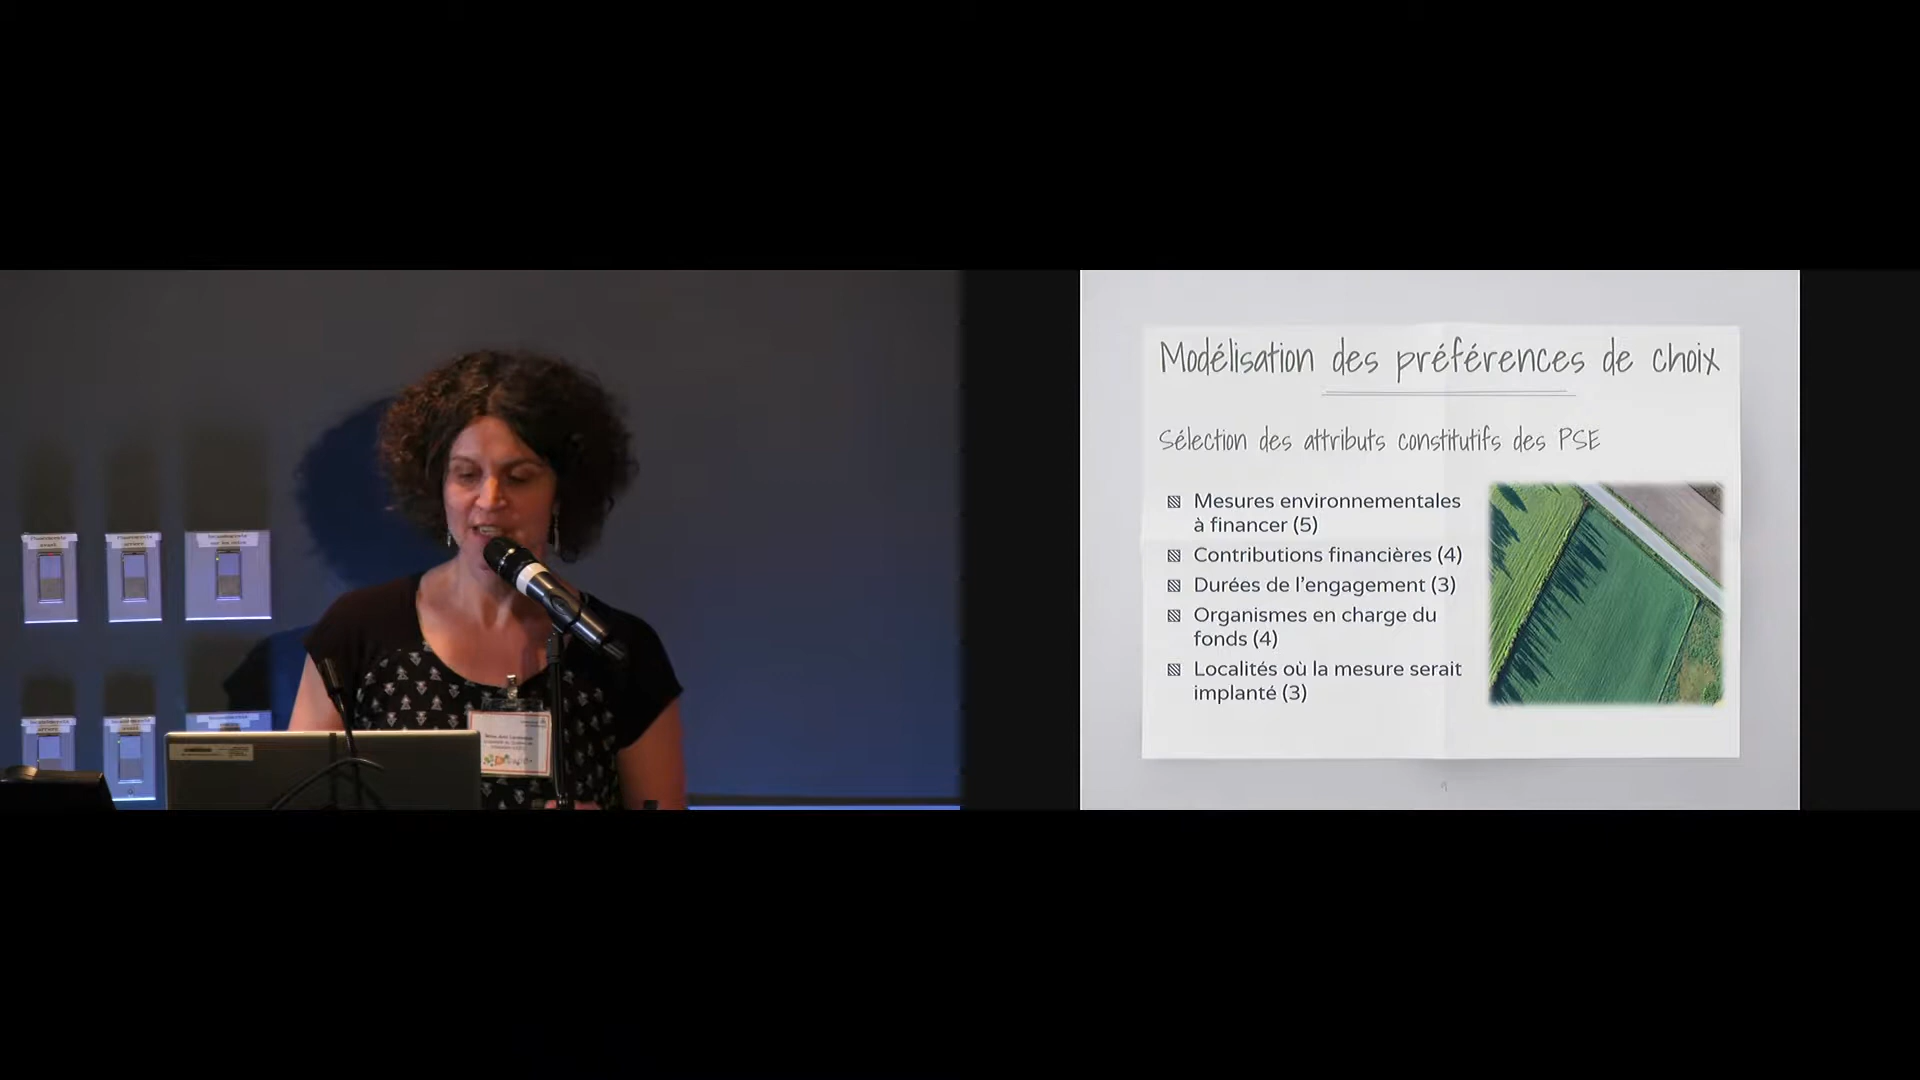 Modélisation des préférences de choix
Sélection des attributs constitutifs des PSE
Mesures environnementales
à financer (5)
Contributions financières (4)
Durées de l'engagement (3)
Organismes en charge du
fonds (4)
Localités où la mesure serait
implanté (3)
9